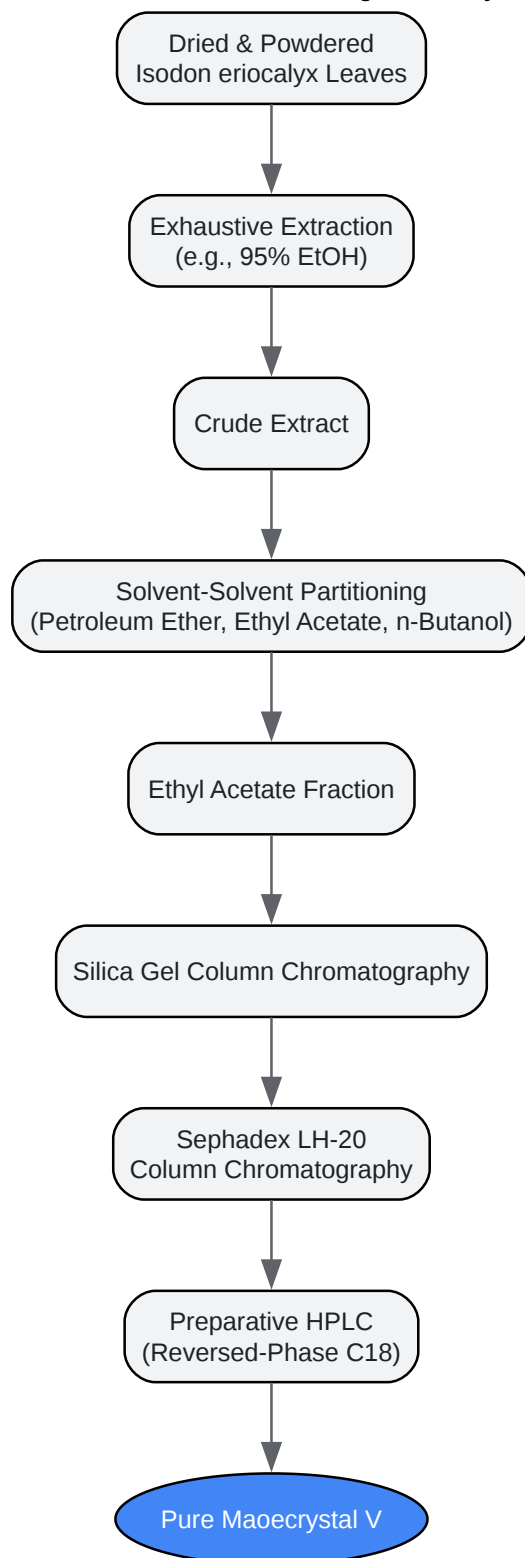 Dried & Powdered
Isodon eriocalyx Leaves
Exhaustive Extraction
(e.g., 95% EtOH)
Crude Extract
Solvent-Solvent Partitioning
(Petroleum Ether, Ethyl Acetate, n-Butanol)
Ethyl Acetate Fraction
Silica Gel Column Chromatography
Sephadex LH-20
Column Chromatography
Preparative HPLC
(Reversed-Phase C18)
Pure Maoecrystal V